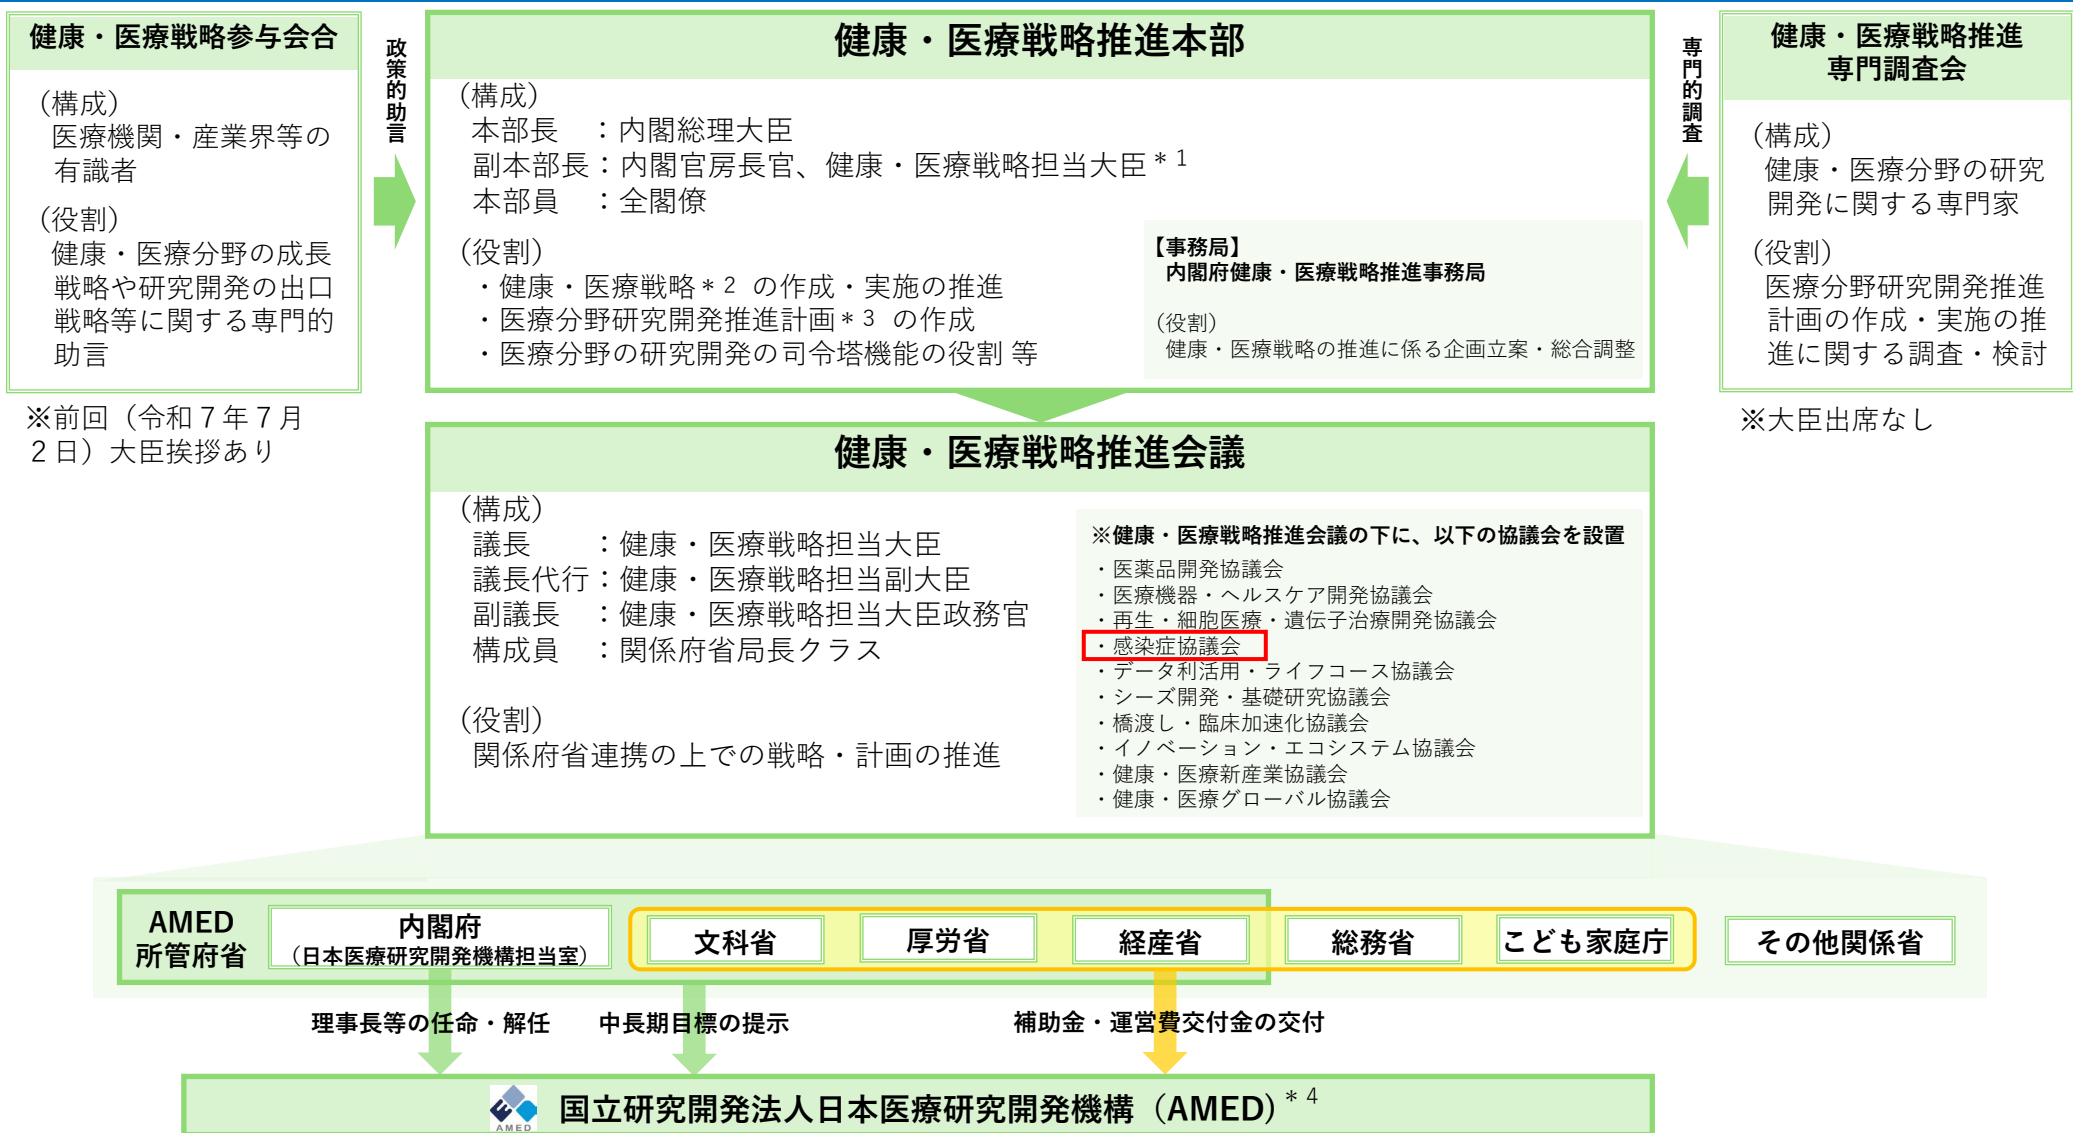 健康・医療戦略参与会合
(構成)
医療機関・産業界等の
有識者
(役割)
健康・医療分野の成長
戦略や研究開発の出口
戦略等に関する専門的
助言
※前回（令和７年７月
２日）大臣挨拶あり
政策的助言
健康・医療戦略推進本部
(構成)
本部長　：内閣総理大臣
副本部長：内閣官房長官、健康・医療戦略担当大臣＊1
本部員　：全閣僚
(役割)
・健康・医療戦略＊2 の作成・実施の推進
・医療分野研究開発推進計画＊3 の作成
・医療分野の研究開発の司令塔機能の役割 等
【事務局】
内閣府健康・医療戦略推進事務局
(役割)
健康・医療戦略の推進に係る企画立案・総合調整
専門的調査
健康・医療戦略推進
専門調査会
(構成)
健康・医療分野の研究
開発に関する専門家
(役割)
医療分野研究開発推進
計画の作成・実施の推
進に関する調査・検討
※大臣出席なし
健康・医療戦略推進会議
(構成)
議長　　：健康・医療戦略担当大臣
議長代行：健康・医療戦略担当副大臣
副議長　：健康・医療戦略担当大臣政務官
構成員　：関係府省局長クラス
(役割)
関係府省連携の上での戦略・計画の推進
※健康・医療戦略推進会議の下に、以下の協議会を設置
・医薬品開発協議会
・医療機器・ヘルスケア開発協議会
・再生・細胞医療・遺伝子治療開発協議会
・感染症協議会
・データ利活用・ライフコース協議会
・シーズ開発・基礎研究協議会
・橋渡し・臨床加速化協議会
・イノベーション・エコシステム協議会
・健康・医療新産業協議会
・健康・医療グローバル協議会
AMED
所管府省
内閣府
（日本医療研究開発機構担当室）
文科省
厚労省
経産省
総務省
こども家庭庁
その他関係省
理事長等の任命・解任
中長期目標の提示
補助金・運営費交付金の交付
AMED
国立研究開発法人日本医療研究開発機構（AMED）＊4